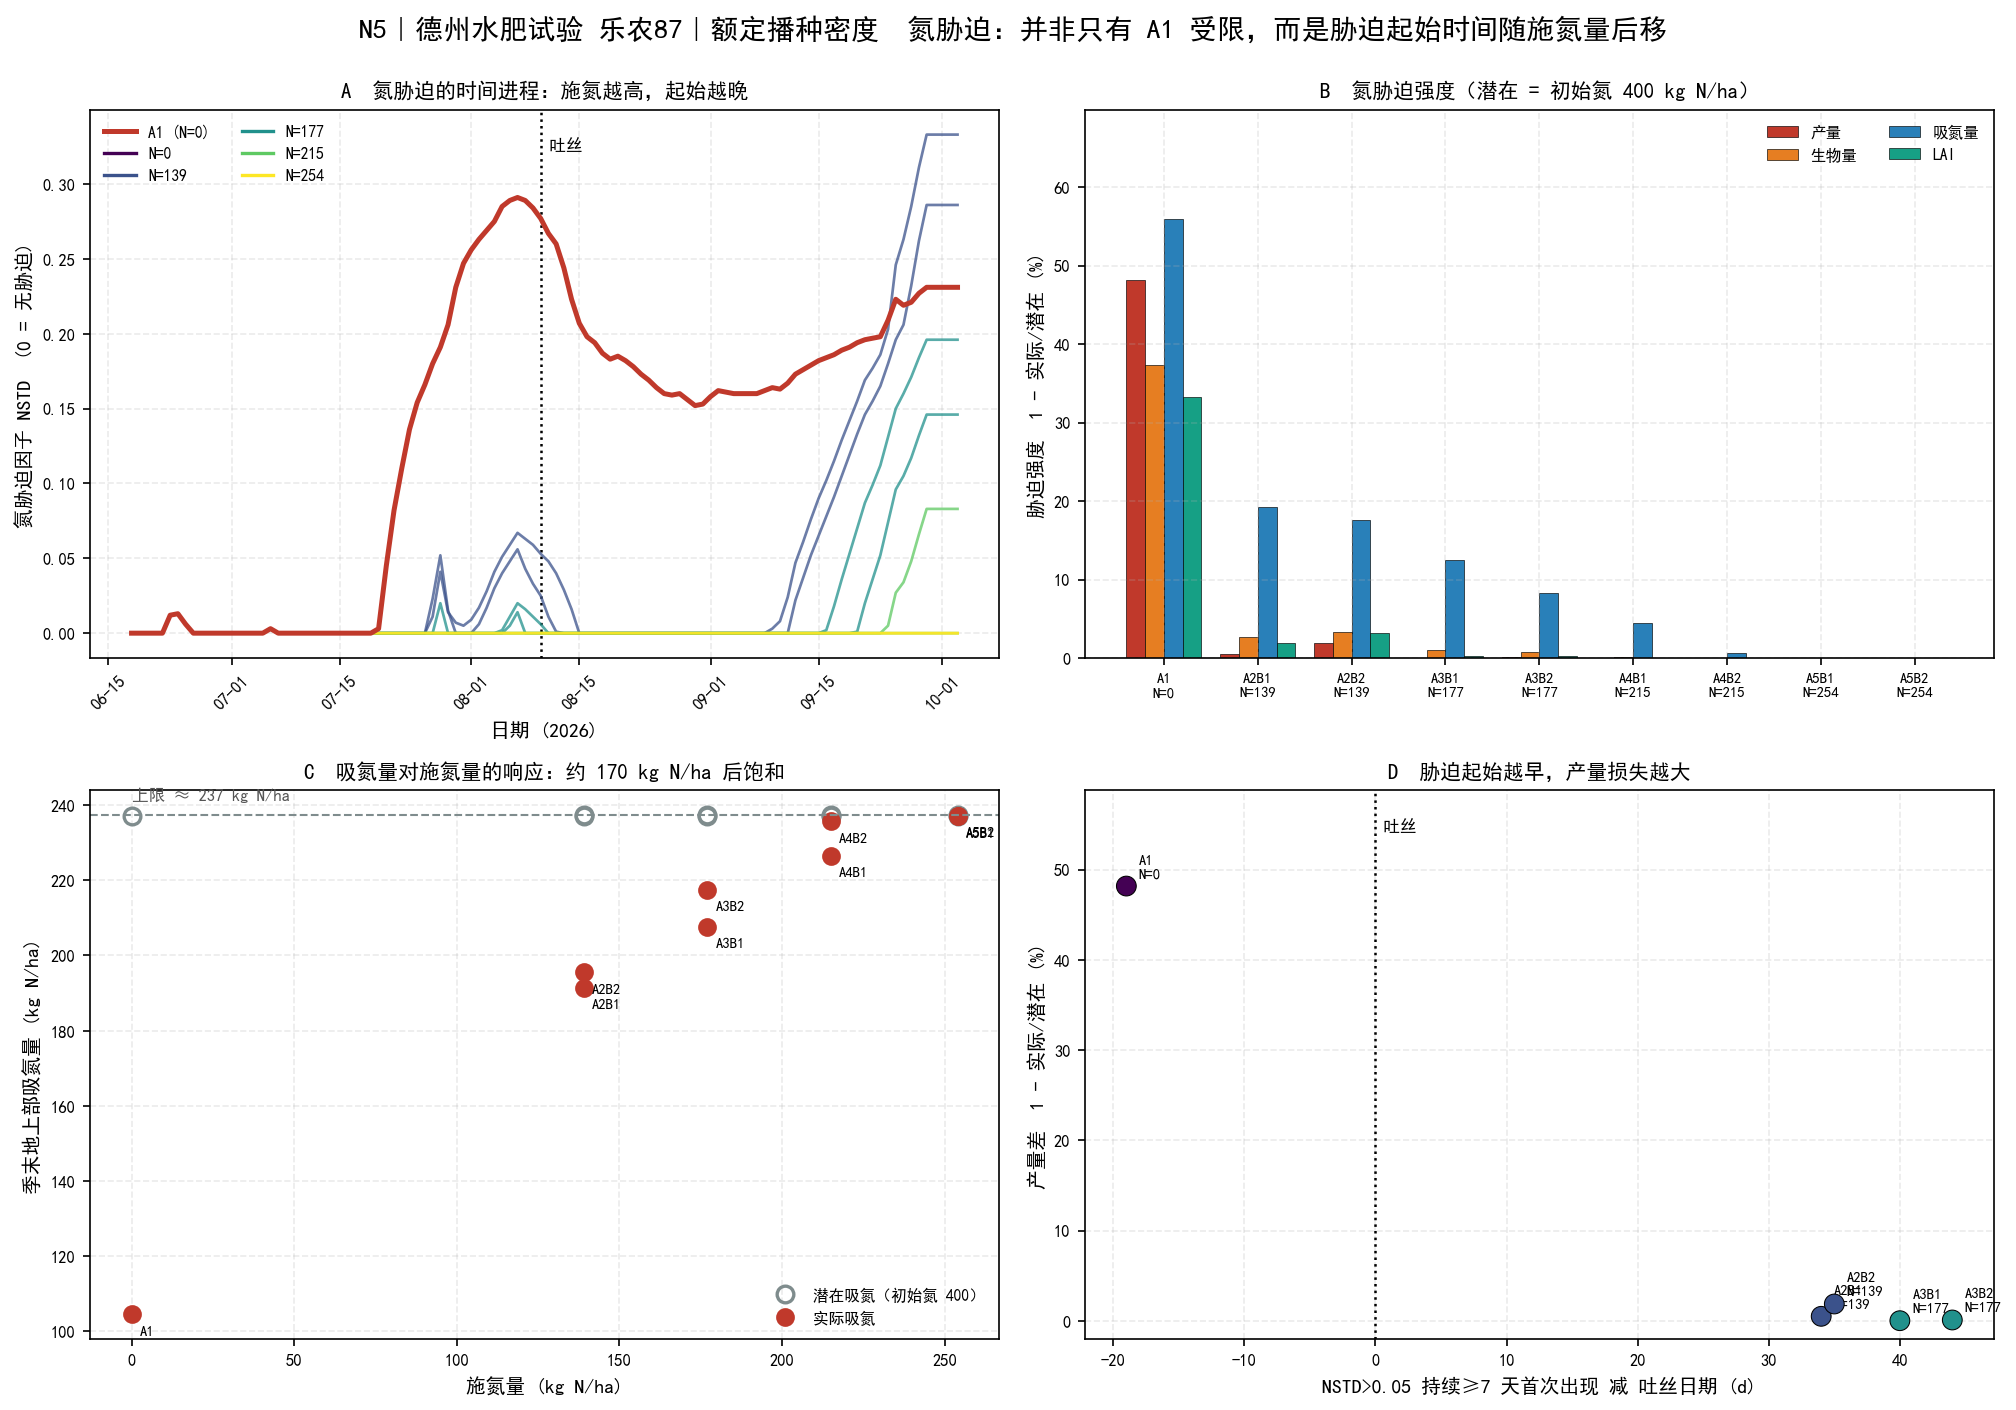 N5｜德州水肥试验 乐农87｜额定播种密度 氮胁迫：并非只有 A1 受限，而是胁迫起始时间随施氮量后移
A 氮胁迫的时间进程：施氮越高，起始越晚
氮胁迫因子 NSTD （0 = 无胁迫）
0.30
0.25
0.20
0.15
0.10
0.05
0.00
A1 (N=0)
N=0
N=139
N=177
N=215
N=254
吐丝
06-15
07-01
07-15
08-01
08-15
09-01
09-15
10-01
日期 (2026)
B 氮胁迫强度（潜在 = 初始氮 400 kg N/ha）
胁迫强度 1 - 实际/潜在 (%)
60
50
40
30
20
10
0
产量
生物量
吸氮量
LAI
A1
N=0
A2B1
N=139
A2B2
N=139
A3B1
N=177
A3B2
N=177
A4B1
N=215
A4B2
N=215
A5B1
N=254
A5B2
N=254
C 吸氮量对施氮量的响应：约 170 kg N/ha 后饱和
季末地上部吸氮量 (kg N/ha)
240
220
200
180
160
140
120
100
上限 ≈ 237 kg N/ha
A5B2
A4B2
A4B1
A3B2
A3B1
A2B2
A2B1
A1
潜在吸氮（初始氮 400）
实际吸氮
0
50
100
150
200
250
施氮量 (kg N/ha)
D 胁迫起始越早，产量损失越大
产量差 1 - 实际/潜在 (%)
50
40
30
20
10
0
吐丝
A1
N=0
A2B2
N=139
A2B1
N=139
A3B1
N=177
A3B2
N=177
-20
-10
0
10
20
30
40
NSTD>0.05 持续≥7 天首次出现 减 吐丝日期 (d)